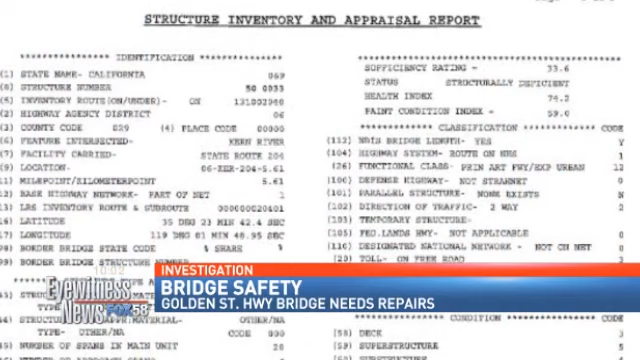 STRUCTURE INVENTORY AND APPRAISAL REPORT
*************** IDENTIFICATION ***************
(1) STATE NAME- CALIFORNIA 069
(8) STRUCTURE NUMBER 50 0033
(5) INVENTORY ROUTE(ON/UNDER)- ON 131002040
(2) HIGHWAY AGENCY DISTRICT 06
(3) COUNTY CODE 029 (4) PLACE CODE 00000
(6) FEATURE INTERSECTED- KERN RIVER
(7) FACILITY CARRIED- STATE ROUTE 204
(9) LOCATION- 06-KER-204-5.61
(11) MILEPOINT/KILOMETERPOINT 5.61
(12) BASE HIGHWAY NETWORK- PART OF NET 1
(13) LRS INVENTORY ROUTE & SUBROUTE 000000020401
(16) LATITUDE 35 DEG 23 MIN 42.4 SEC
(17) LONGITUDE 119 DEG 01 MIN 48.95 SEC
(98) BORDER BRIDGE STATE CODE % SHARE %
(99) BORDER BRIDGE STRUCTURE NUMBER
TYPE- OTHER/NA
MATERIAL- OTHER/NA
TYPE- OTHER/NA CODE 000
(45) NUMBER OF SPANS IN MAIN UNIT 20
SUFFICIENCY RATING = 33.6
STATUS STRUCTURALLY DEFICIENT
HEALTH INDEX 74.2
PAINT CONDITION INDEX = 59.0
************ CLASSIFICATION ************ CODE
(112) NBIS BRIDGE LENGTH- YES Y
(104) HIGHWAY SYSTEM- ROUTE ON NHS 1
(26) FUNCTIONAL CLASS- PRIN ART FWY/EXP URBAN 12
(100) DEFENSE HIGHWAY- NOT STRAHNET 0
(101) PARALLEL STRUCTURE- NONE EXISTS N
(102) DIRECTION OF TRAFFIC- 2 WAY 2
(103) TEMPORARY STRUCTURE-
(105) FED.LANDS HWY- NOT APPLICABLE 0
(110) DESIGNATED NATIONAL NETWORK - NOT ON NET 0
(20) TOLL- ON FREE ROAD
CONDITION CODE
(58) DECK
(59) SUPERSTRUCTURE 5
10:02
Eyewitness
News FOX58
INVESTIGATION
BRIDGE SAFETY
GOLDEN ST. HWY BRIDGE NEEDS REPAIRS